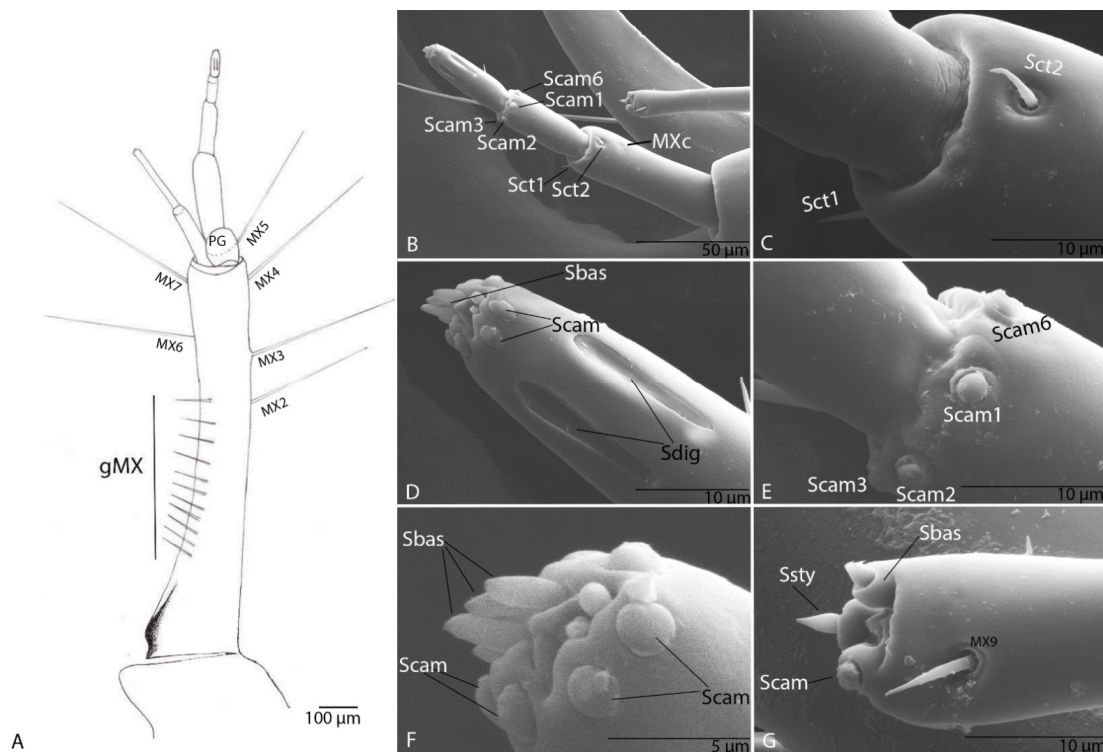 PG
MX5
MX4
MX7
MX6
MX3
MX2
gMX
100 µm
A
Scam6
Scam1
Scam3
Scam2
MXc
Sct1
Sct2
B
50 µm
Sct2
Sct1
C
10 µm
Sbas
Scam
Sdig
D
10 µm
Scam6
Scam1
Scam3
Scam2
E
10 µm
Sbas
Scam
Scam
F
5 µm
Sbas
Ssty
MX9
Scam
G
10 µm